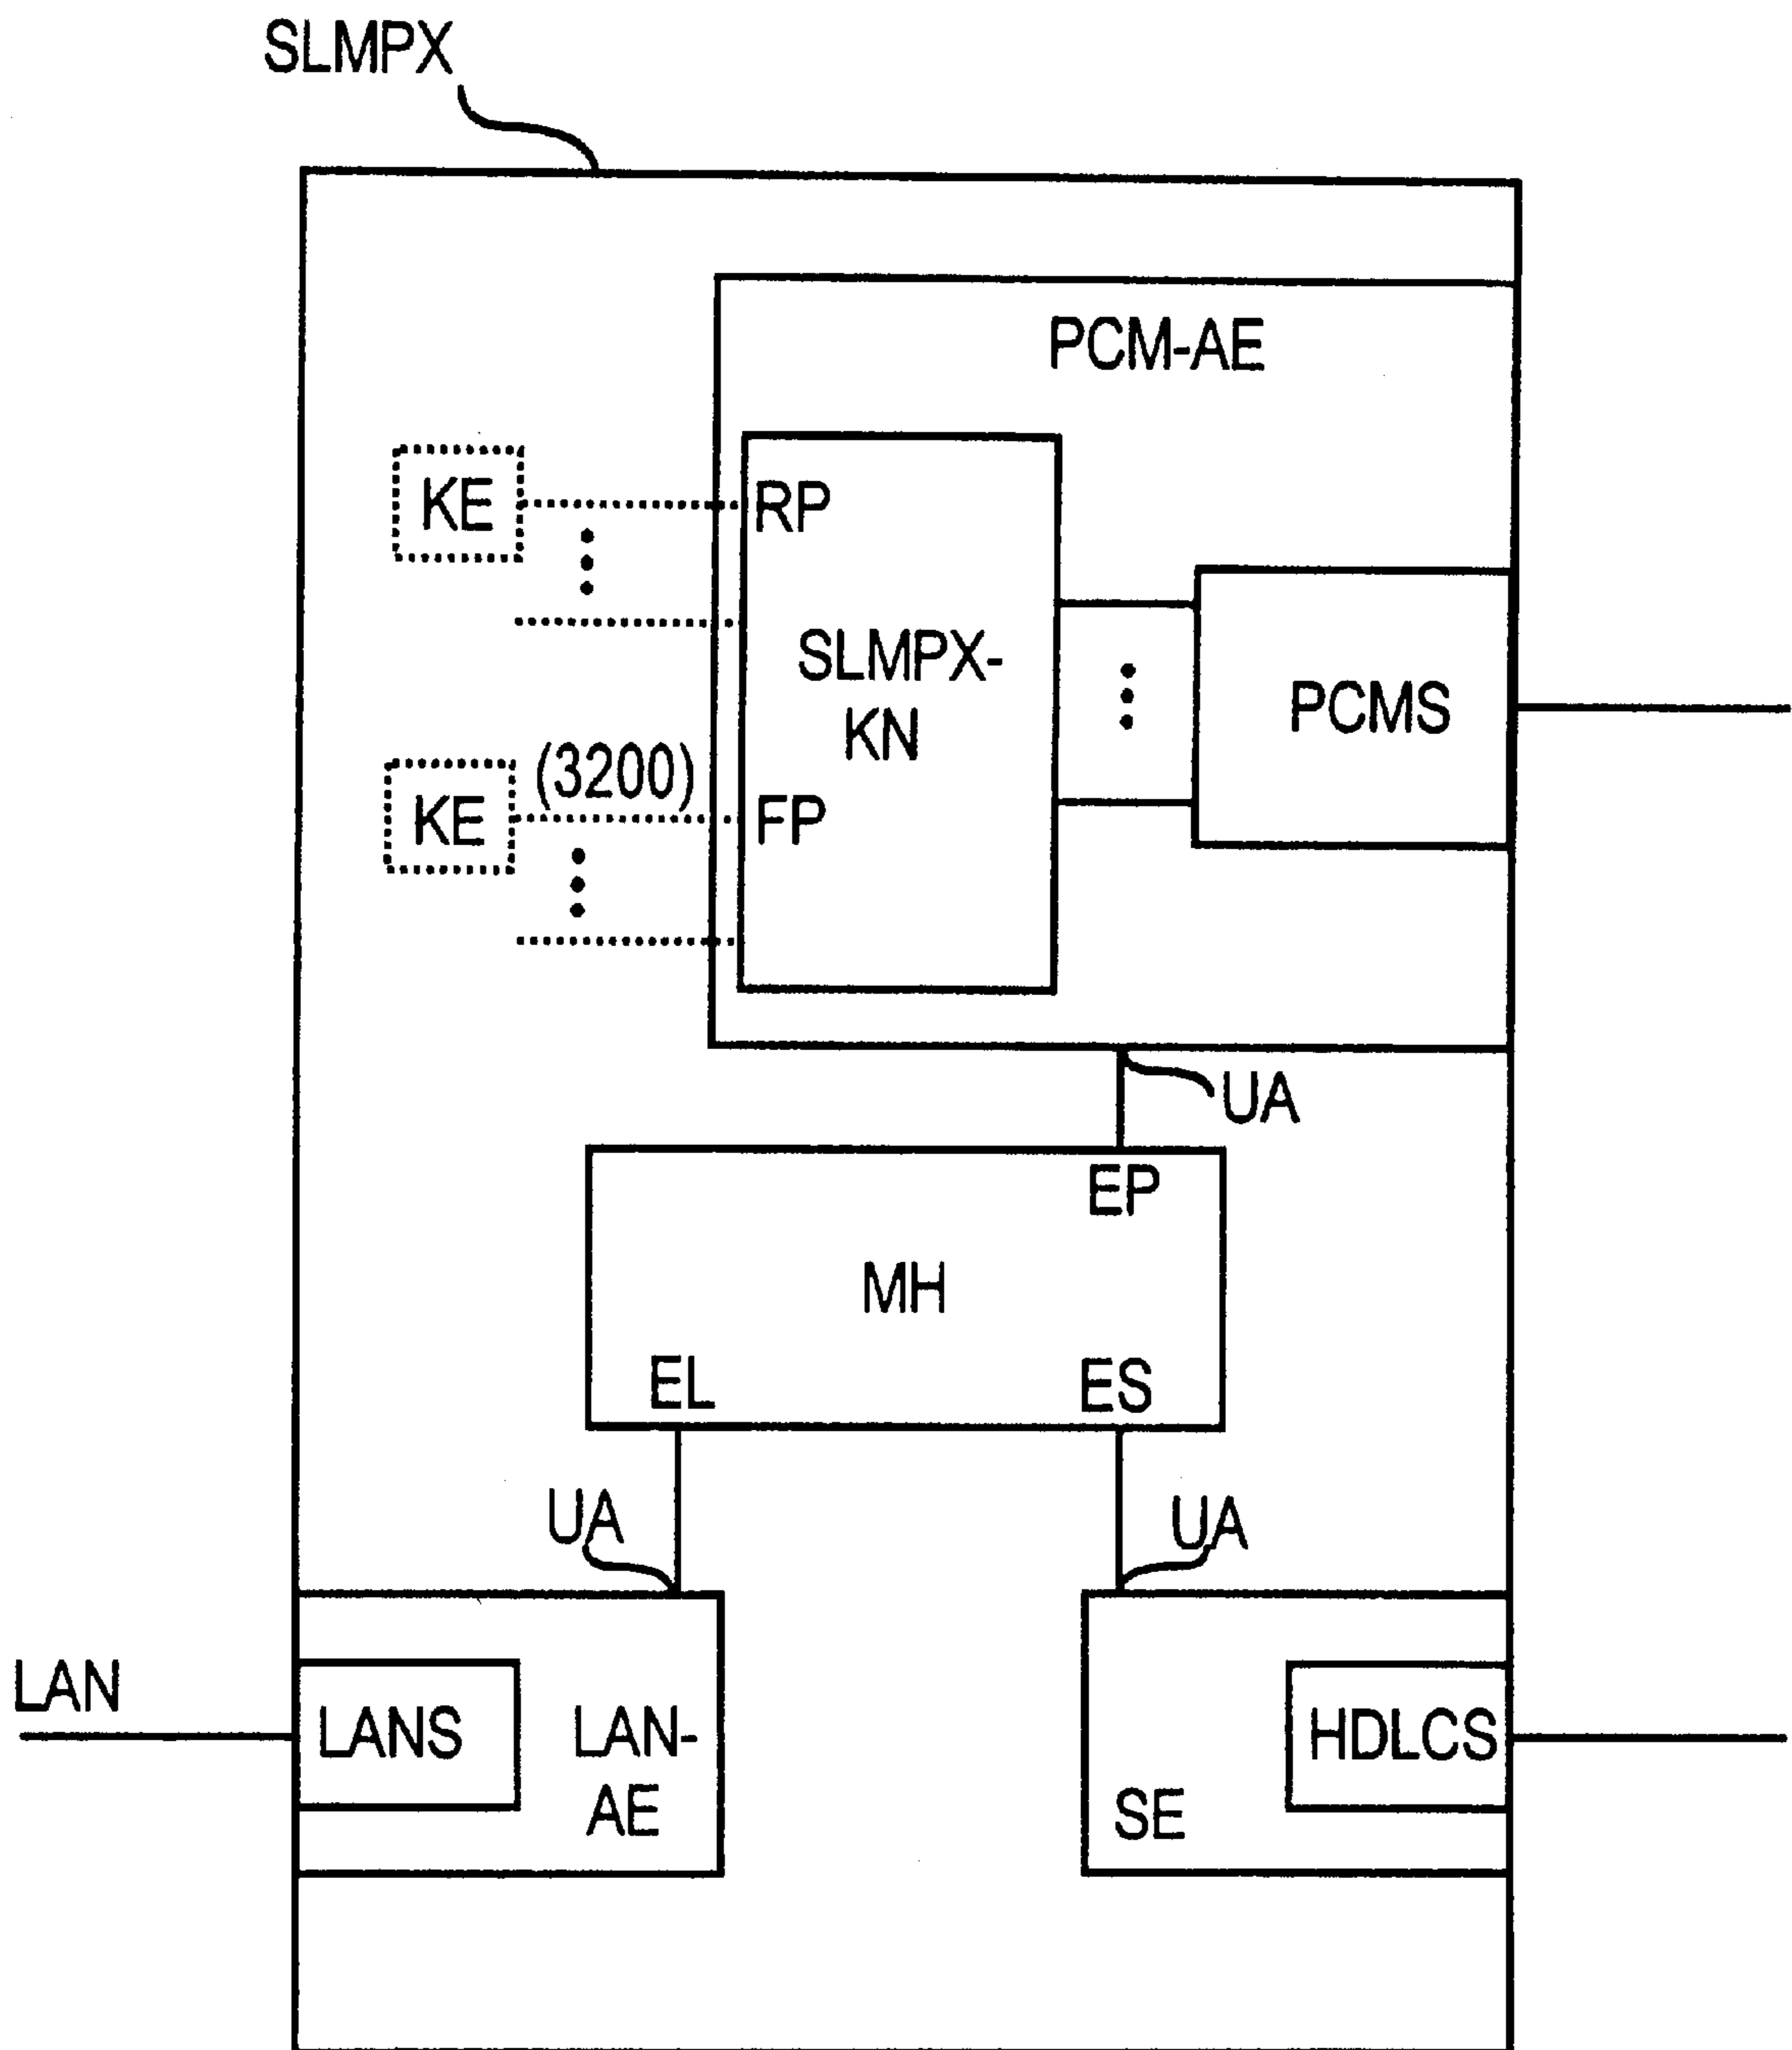 SLMPX
PCM-AE
KE
RP
SLMPX-
KN
PCMS
(3200)
KE
FP
UA
EP
MH
EL
ES
UA
UA
LAN
LANS
LAN-
AE
HDLCS
SE